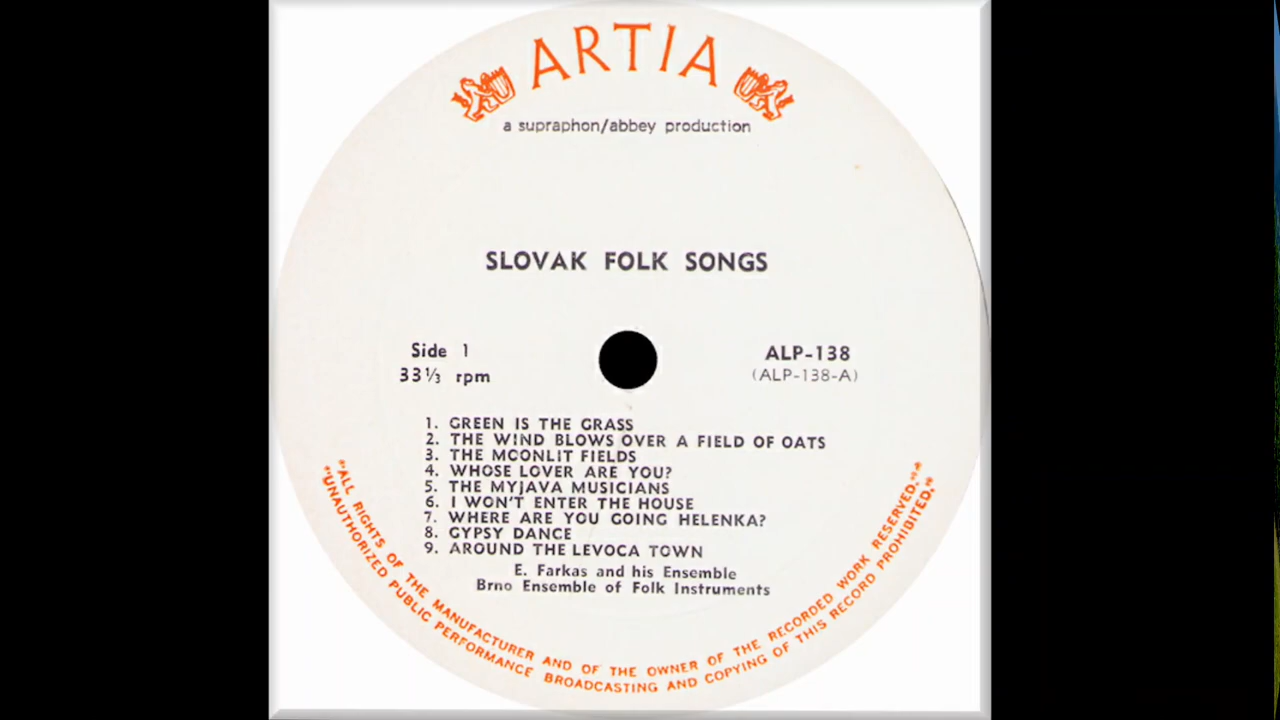 ARTIA
a supraphon/abbey production
SLOVAK FOLK SONGS
Side 1
33⅓ rpm
ALP-138
(ALP-138-A)
1. GREEN IS THE GRASS
2. THE WIND BLOWS OVER A FIELD OF OATS
3. THE MOONLIT FIELDS
4. WHOSE LOVER ARE YOU?
5. THE MYJAVA MUSICIANS
6. I WON'T ENTER THE HOUSE
7. WHERE ARE YOU GOING HELENKA?
8. GYPSY DANCE
9. AROUND THE LEVOCA TOWN
E. Farkas and his Ensemble
Brno Ensemble of Folk Instruments
"ALL RIGHTS OF THE MANUFACTURER AND OF THE OWNER OF THE RECORDED WORK RESERVED."
"UNAUTHORIZED PUBLIC PERFORMANCE BROADCASTING AND COPYING OF THIS RECORD PROHIBITED."